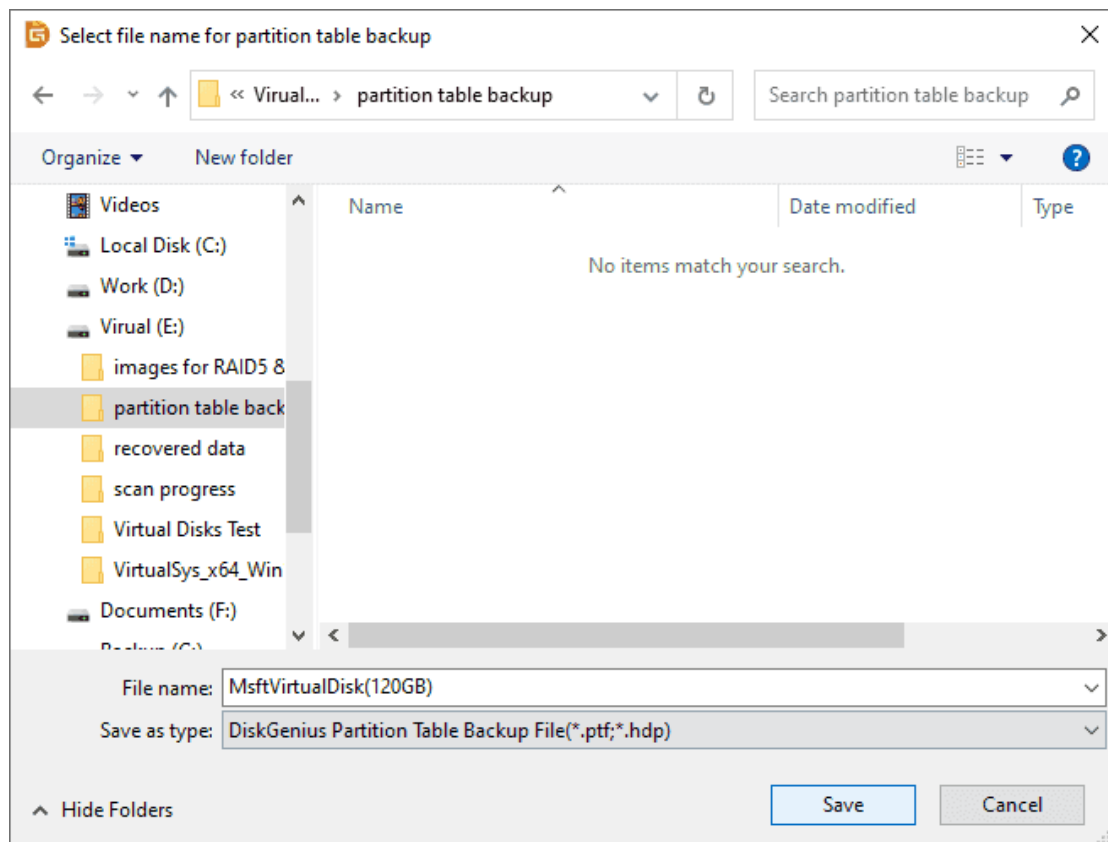 Select file name for partition table backup
« Virual... › partition table backup
Search partition table backup
Organize
New folder
Videos
Local Disk (C:)
Work (D:)
Virual (E:)
images for RAID5 &
partition table back
recovered data
scan progress
Virtual Disks Test
VirtualSys_x64_Win
Documents (F:)
Name Date modified Type
No items match your search.
File name: MsftVirtualDisk(120GB)
Save as type: DiskGenius Partition Table Backup File(*.ptf;*.hdp)
Hide Folders
Save
Cancel